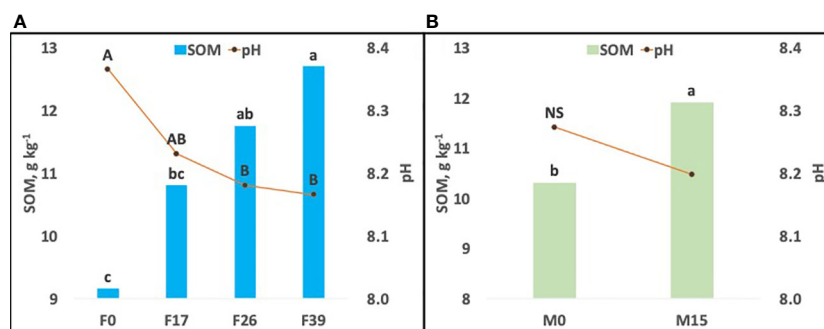 A
SOM pH
13
12
11
10
9
SOM, g kg-1
8.4
8.3
8.2
8.1
8.0
pH
A
AB
B
B
c
bc
ab
a
F0 F17 F26 F39
B
SOM pH
13
12
11
10
9
8
SOM, g kg-1
8.4
8.3
8.2
8.1
8.0
pH
NS
b
a
M0 M15